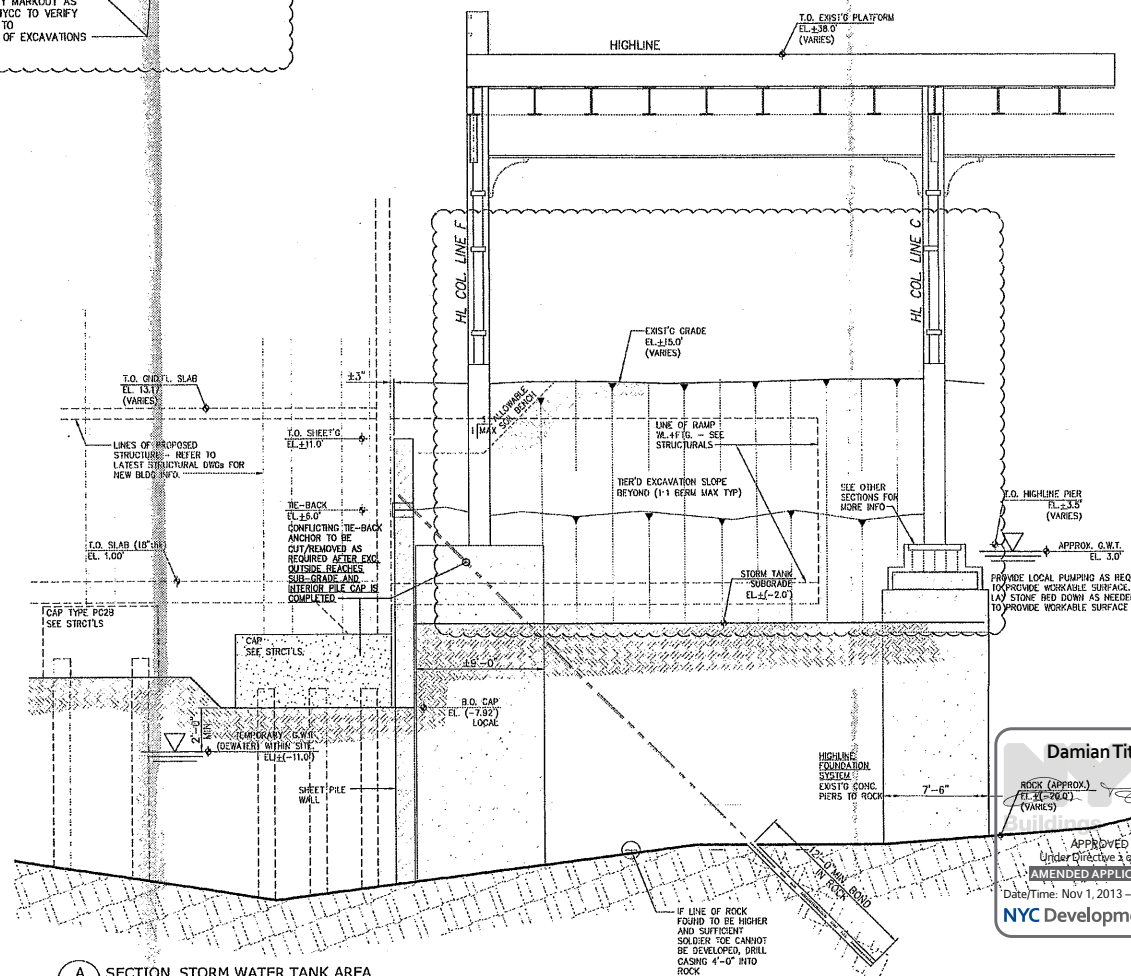 Y MARKOUT AS
NYCC TO VERIFY
TO
OF EXCAVATIONS
T.O. EXIST'G PLATFORM
EL.±38.0'
(VARIES)
HIGHLINE
HL COL. LINE F
HL COL. LINE C
EXIST'G GRADE
EL.±15.0'
(VARIES)
±3"
T.O. GND.FL. SLAB
EL. 13.17
(VARIES)
ALLOWABLE
SOIL BENCH
1
1 MAX
LINE OF RAMP
WL.+FTG. - SEE
STRUCTURALS
T.O. SHEET'G
EL.±11.0'
LINES OF PROPOSED
STRUCTURE - REFER TO
LATEST STRUCTURAL DWGs FOR
NEW BLDG INFO.
TIER'D EXCAVATION SLOPE
BEYOND (1:1 BERM MAX TYP)
SEE OTHER
SECTIONS FOR
MORE INFO
T.O. HIGHLINE PIER
EL.±3.5'
(VARIES)
TIE-BACK
EL.±6.0'
CONFLICTING TIE-BACK
ANCHOR TO BE
CUT/REMOVED AS
REQUIRED AFTER EXC.
OUTSIDE REACHES
SUB-GRADE AND
INTERIOR PILE CAP IS
COMPLETED
T.O. SLAB (18"thk)
EL. 1.00'
APPROX. G.W.T.
EL. 3.0'
STORM TANK
SUBGRADE
EL.±(-2.0')
PROVIDE LOCAL PUMPING AS REQ
TO PROVIDE WORKABLE SURFACE.
LAY STONE BED DOWN AS NEEDED
TO PROVIDE WORKABLE SURFACE
CAP TYPE PC29
SEE STRCT'LS
CAP
SEE STRCT'LS.
±9'-0"
B.O. CAP
EL. (-7.92')
LOCAL
2'-0"
MIN.
TEMPORARY G.W.T.
(DEWATER) WITHIN SITE.
EL.±(-11.0')
SHEET PILE
WALL
HIGHLINE
FOUNDATION
SYSTEM
EXIST'G CONC.
PIERS TO ROCK
7'-6"
Damian Tit
ROCK (APPROX.)
EL.±(-20.0')
(VARIES)
Buildings
APPROVED
Under Directive 2 o
AMENDED APPLIC
Date/Time: Nov 1, 2013 –
NYC Developm
12'-0"MIN. BOND
IN ROCK
IF LINE OF ROCK
FOUND TO BE HIGHER
AND SUFFICIENT
SOLDIER TOE CANNOT
BE DEVELOPED, DRILL
CASING 4'-0" INTO
ROCK
A SECTION STORM WATER TANK AREA